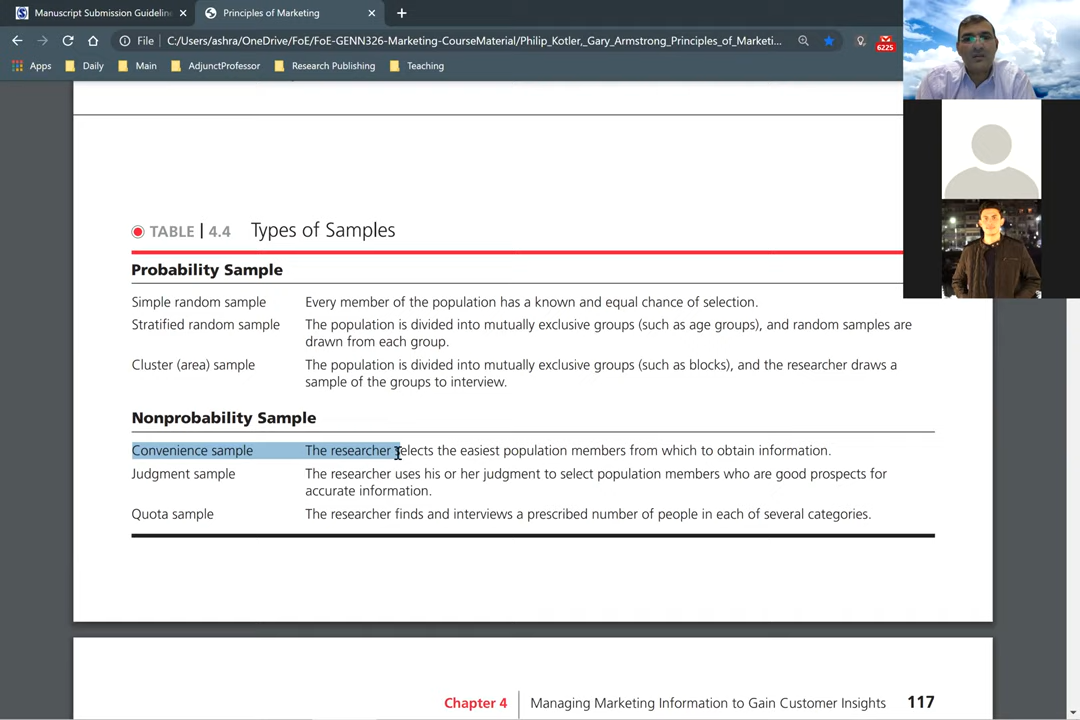 Manuscript Submission Guideline
Principles of Marketing
File
C:/Users/ashra/OneDrive/FoE/FoE-GENN326-Marketing-CourseMaterial/Philip_Kotler,_Gary_Armstrong_Principles_of_Marketi...
6225
Apps Daily Main AdjunctProfessor Research Publishing Teaching
TABLE | 4.4 Types of Samples
Probability Sample
Simple random sample Every member of the population has a known and equal chance of selection.
Stratified random sample The population is divided into mutually exclusive groups (such as age groups), and random samples are
drawn from each group.
Cluster (area) sample The population is divided into mutually exclusive groups (such as blocks), and the researcher draws a
sample of the groups to interview.
Nonprobability Sample
Convenience sample The researcher selects the easiest population members from which to obtain information.
Judgment sample The researcher uses his or her judgment to select population members who are good prospects for
accurate information.
Quota sample The researcher finds and interviews a prescribed number of people in each of several categories.
Chapter 4 | Managing Marketing Information to Gain Customer Insights 117